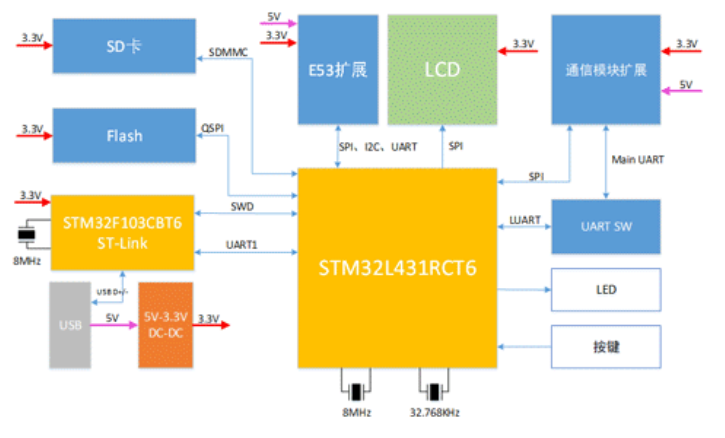 3.3V
SD卡
SDMMC
5V
3.3V
E53扩展
LCD
3.3V
通信模块扩展
3.3V
5V
3.3V
Flash
QSPI
SPI、I2C、UART
SPI
SPI
Main UART
3.3V
STM32F103CBT6
ST-Link
8MHz
SWD
UART1
STM32L431RCT6
LUART
UART SW
USB D+/-
USB
5V
5V-3.3V
DC-DC
3.3V
LED
按键
8MHz
32.768KHz